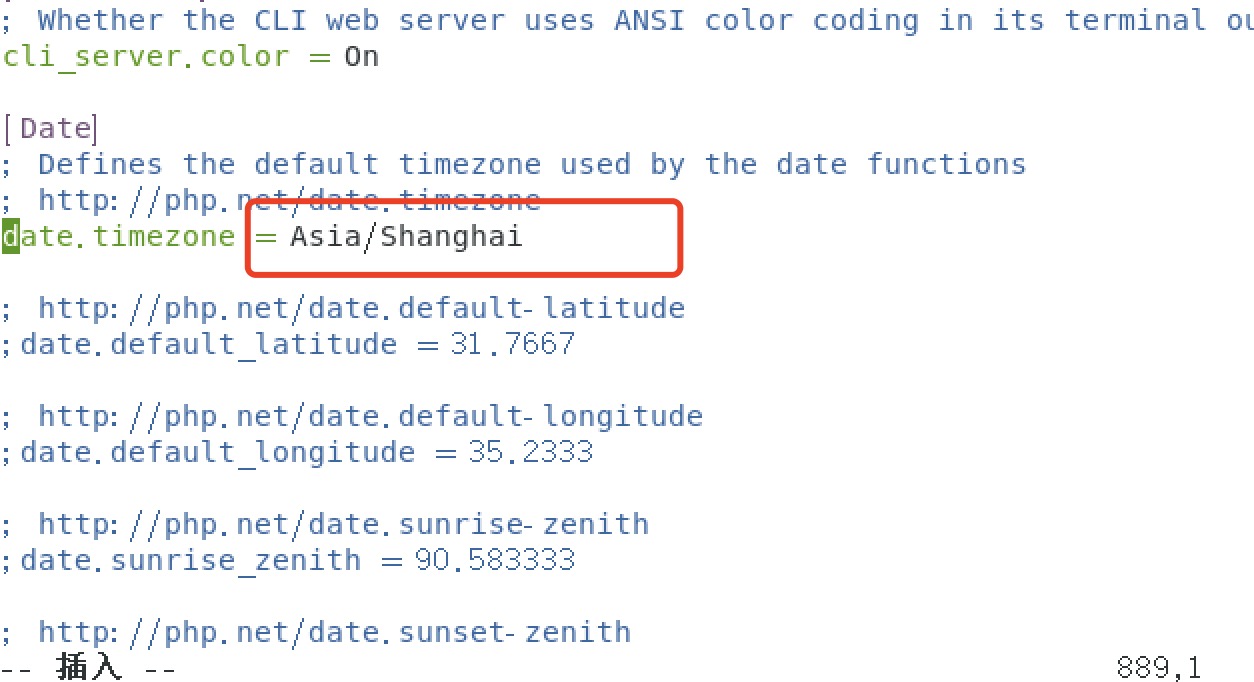 ; Whether the CLI web server uses ANSI color coding in its terminal ou
cli_server.color = On
[Date]
; Defines the default timezone used by the date functions
; http://php.net/date.timezone
date.timezone = Asia/Shanghai
; http://php.net/date.default-latitude
;date.default_latitude = 31.7667
; http://php.net/date.default-longitude
;date.default_longitude = 35.2333
; http://php.net/date.sunrise-zenith
;date.sunrise_zenith = 90.583333
; http://php.net/date.sunset-zenith
-- 插入 -- 889,1